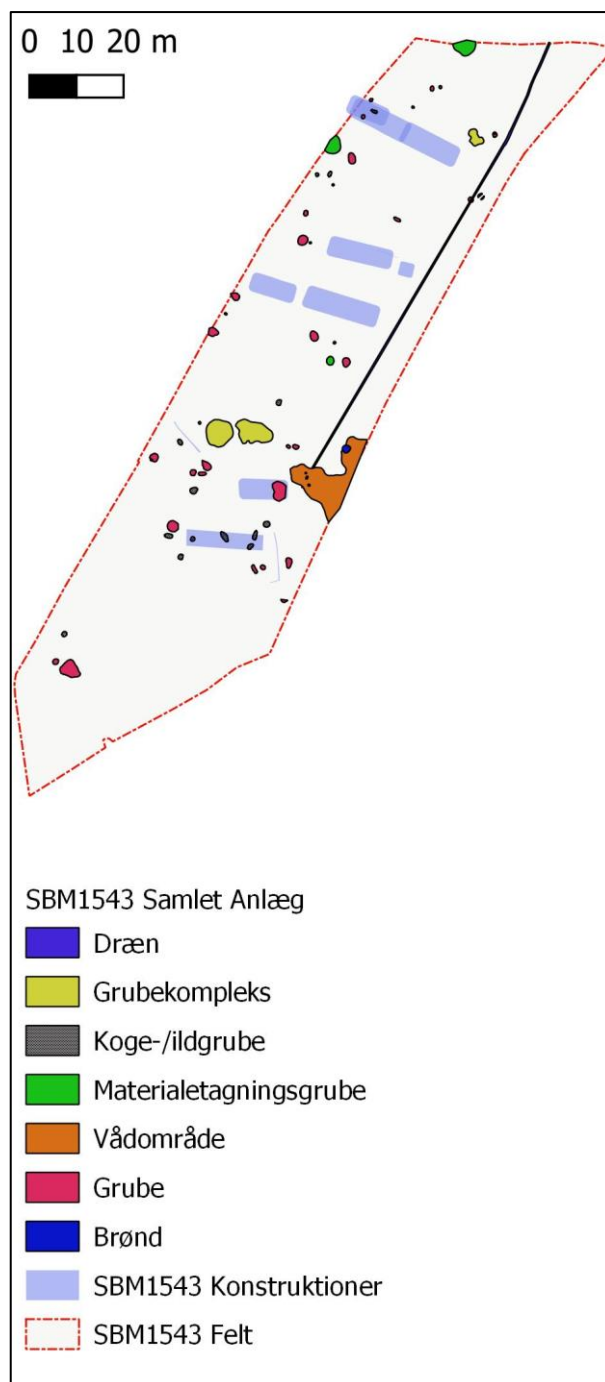 0 10 20 m
SBM1543 Samlet Anlæg
Dræn
Grubekompleks
Koge-/ildgrube
Materialetagningsgrube
Vådområde
Grube
Brønd
SBM1543 Konstruktioner
SBM1543 Felt